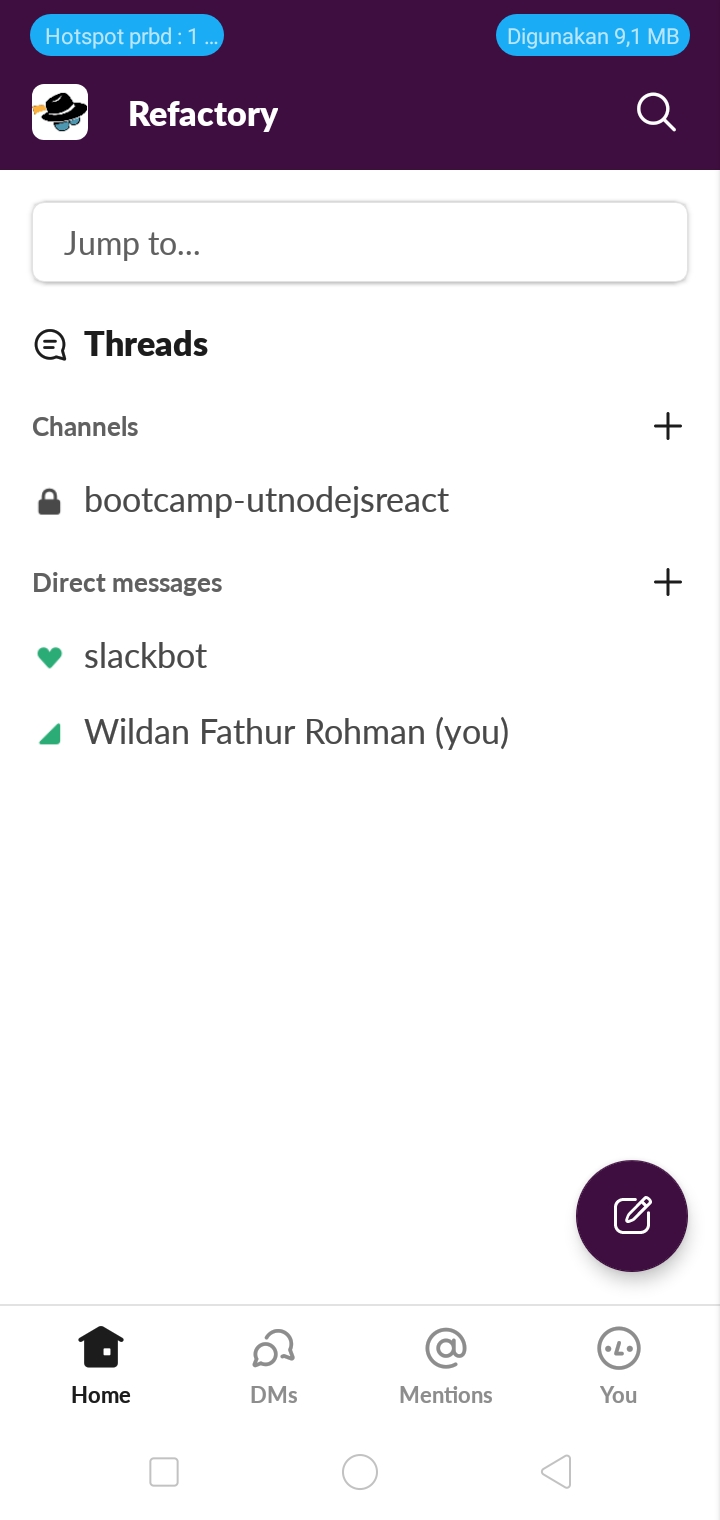 Hotspot prbd : 1 ...
Digunakan 9,1 MB
Refactory
Jump to...
Threads
Channels
bootcamp-utnodejsreact
Direct messages
slackbot
Wildan Fathur Rohman (you)
Home
DMs
Mentions
You